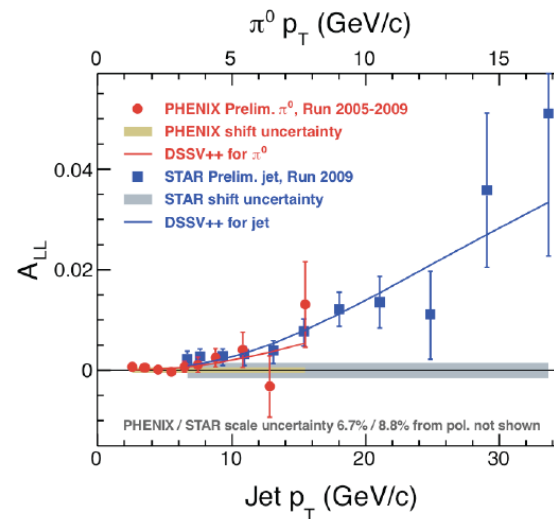 π⁰ p_T (GeV/c)
0 5 10 15
PHENIX Prelim. π⁰, Run 2005-2009
PHENIX shift uncertainty
DSSV++ for π⁰
STAR Prelim. jet, Run 2009
STAR shift uncertainty
DSSV++ for jet
0.04
0.02
0
A_LL
PHENIX / STAR scale uncertainty 6.7% / 8.8% from pol. not shown
0 10 20 30
Jet p_T (GeV/c)